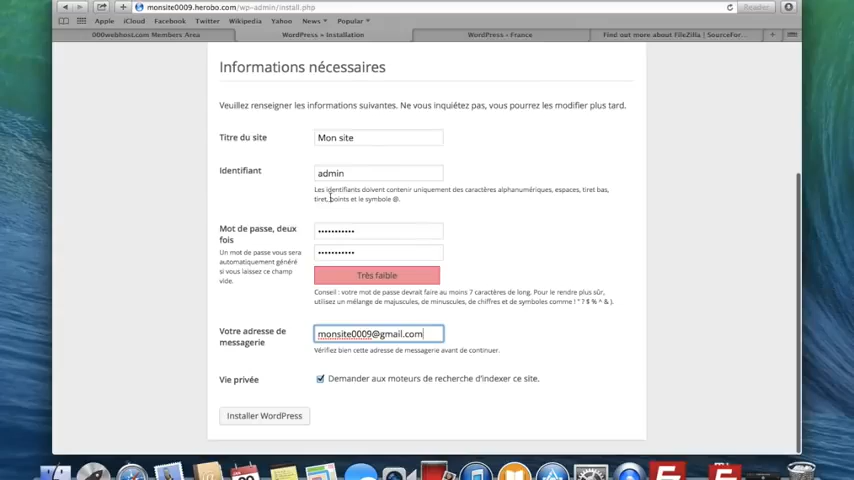 monsite0009.herobo.com/wp-admin/install.php
Reader
Apple iCloud Facebook Twitter Wikipedia Yahoo News Popular
000webhost.com Members Area
WordPress › Installation
WordPress › France
Find out more about FileZilla | SourceFor...
Informations nécessaires
Veuillez renseigner les informations suivantes. Ne vous inquiétez pas, vous pourrez les modifier plus tard.
Titre du site
Mon site
Identifiant
admin
Les identifiants doivent contenir uniquement des caractères alphanumériques, espaces, tiret bas,
tiret, points et le symbole @.
Mot de passe, deux
fois
Un mot de passe vous sera
automatiquement généré
si vous laissez ce champ
vide.
•••••••••••
•••••••••••
Très faible
Conseil : votre mot de passe devrait faire au moins 7 caractères de long. Pour le rendre plus sûr,
utilisez un mélange de majuscules, de minuscules, de chiffres et de symboles comme ! " ? $ % ^ & ).
Votre adresse de
messagerie
monsite0009@gmail.com
Vérifiez bien cette adresse de messagerie avant de continuer.
Vie privée
Demander aux moteurs de recherche d'indexer ce site.
Installer WordPress